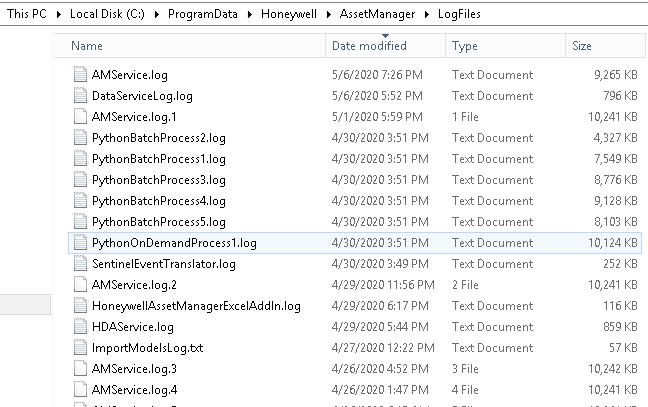 This PC > Local Disk (C:) > ProgramData > Honeywell > AssetManager > LogFiles
Name Date modified Type Size
AMService.log 5/6/2020 7:26 PM Text Document 9,265 KB
DataServiceLog.log 5/6/2020 5:52 PM Text Document 796 KB
AMService.log.1 5/1/2020 5:59 PM 1 File 10,241 KB
PythonBatchProcess2.log 4/30/2020 3:51 PM Text Document 4,327 KB
PythonBatchProcess1.log 4/30/2020 3:51 PM Text Document 7,549 KB
PythonBatchProcess3.log 4/30/2020 3:51 PM Text Document 8,776 KB
PythonBatchProcess4.log 4/30/2020 3:51 PM Text Document 9,128 KB
PythonBatchProcess5.log 4/30/2020 3:51 PM Text Document 8,103 KB
PythonOnDemandProcess1.log 4/30/2020 3:51 PM Text Document 10,124 KB
SentinelEventTranslator.log 4/30/2020 3:49 PM Text Document 252 KB
AMService.log.2 4/29/2020 11:56 PM 2 File 10,241 KB
HoneywellAssetManagerExcelAddIn.log 4/29/2020 6:17 PM Text Document 116 KB
HDAService.log 4/29/2020 5:44 PM Text Document 859 KB
ImportModelsLog.txt 4/27/2020 12:22 PM Text Document 57 KB
AMService.log.3 4/26/2020 4:52 PM 3 File 10,242 KB
AMService.log.4 4/26/2020 1:47 PM 4 File 10,241 KB